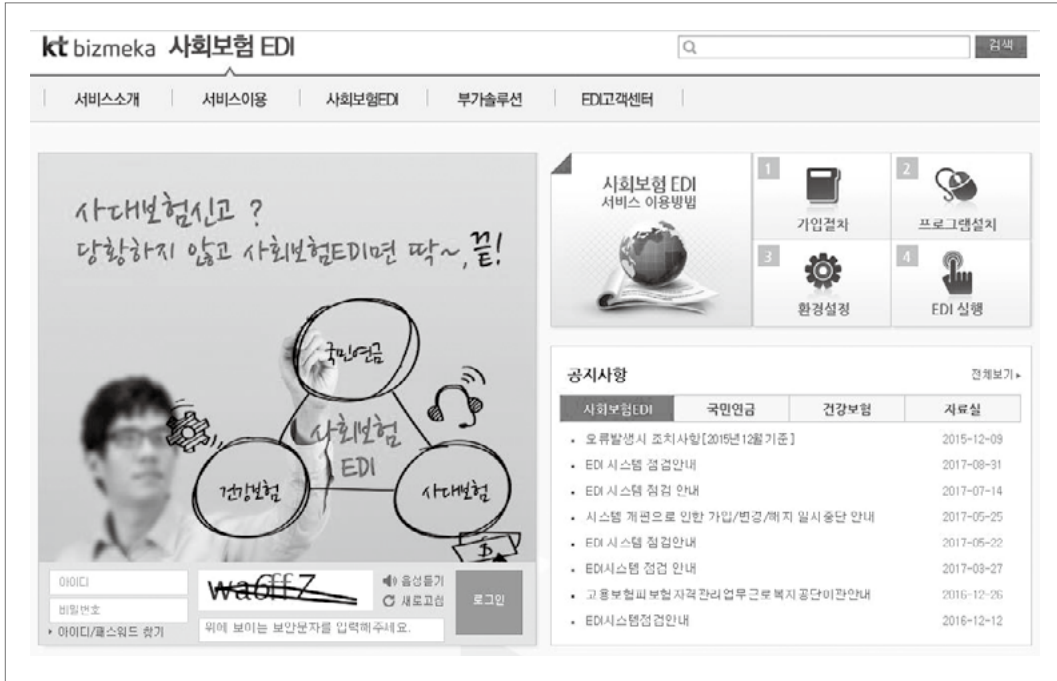 kt bizmeka 사회보험 EDI
검색
서비스소개 서비스이용 사회보험EDI 부가솔루션 EDI고객센터
사대보험신고 ?
당황하지 않고 사회보험EDI면 딱~, 끝!
국민연금
사회보험
EDI
건강보험
사대보험
아이디
비밀번호
아이디/패스워드 찾기
음성듣기
새로고침
위에 보이는 보안문자를 입력해주세요.
로그인
사회보험 EDI
서비스 이용방법
1 가입절차
2 프로그램설치
3 환경설정
4 EDI 실행
공지사항 전체보기
사회보험EDI 국민연금 건강보험 자료실
오류발생시 조치사항[2015년12월기준] 2015-12-09
EDI 시스템 점검안내 2017-08-31
EDI 시스템 점검 안내 2017-07-14
시스템 개편으로 인한 가입/변경/해지 일시중단 안내 2017-05-25
EDI 시스템 점검안내 2017-05-22
EDI시스템 점검 안내 2017-03-27
고용보험피보험자격관리업무근로복지공단이관안내 2016-12-26
EDI시스템점검안내 2016-12-12